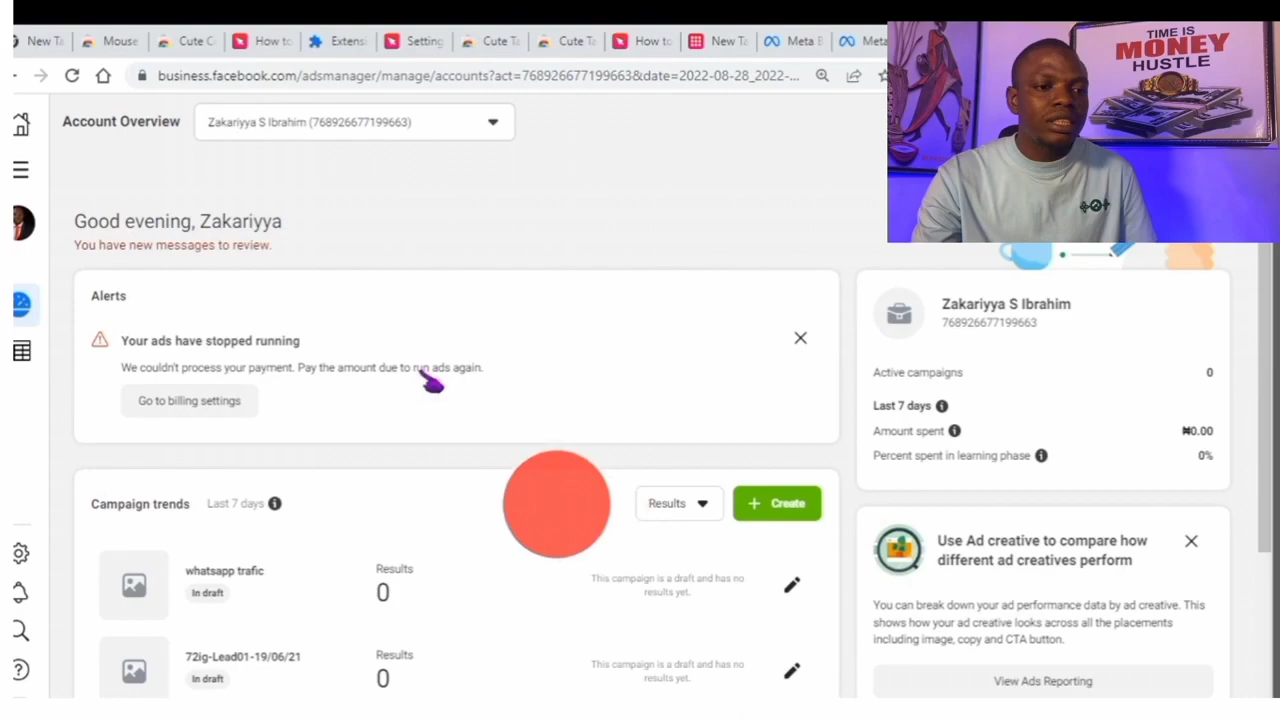 New Ta
Mouse
Cute C
How to
Extens
Setting
Cute Ta
Cute Ta
How to
New Ta
Meta B
Meta
business.facebook.com/adsmanager/manage/accounts?act=768926677199663&date=2022-08-28_2022-...
TIME IS
MONEY
HUSTLE
Account Overview
Zakariyya S Ibrahim (768926677199663)
Good evening, Zakariyya
You have new messages to review.
Alerts
Your ads have stopped running
We couldn't process your payment. Pay the amount due to run ads again.
Go to billing settings
Zakariyya S Ibrahim
768926677199663
Active campaigns 0
Last 7 days
Amount spent ₦0.00
Percent spent in learning phase 0%
Campaign trends Last 7 days
Results
+ Create
whatsapp trafic
In draft
Results
0
This campaign is a draft and has no
results yet.
72ig-Lead01-19/06/21
In draft
Results
0
This campaign is a draft and has no
results yet.
Use Ad creative to compare how
different ad creatives perform
You can break down your ad performance data by ad creative. This
shows how your ad creative looks across all the placements
including image, copy and CTA button.
View Ads Reporting